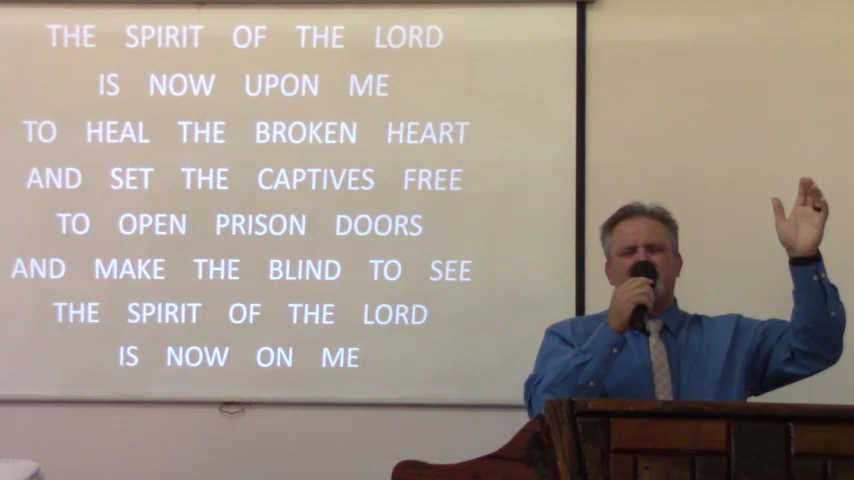 THE SPIRIT OF THE LORD
IS NOW UPON ME
TO HEAL THE BROKEN HEART
AND SET THE CAPTIVES FREE
TO OPEN PRISON DOORS
AND MAKE THE BLIND TO SEE
THE SPIRIT OF THE LORD
IS NOW ON ME